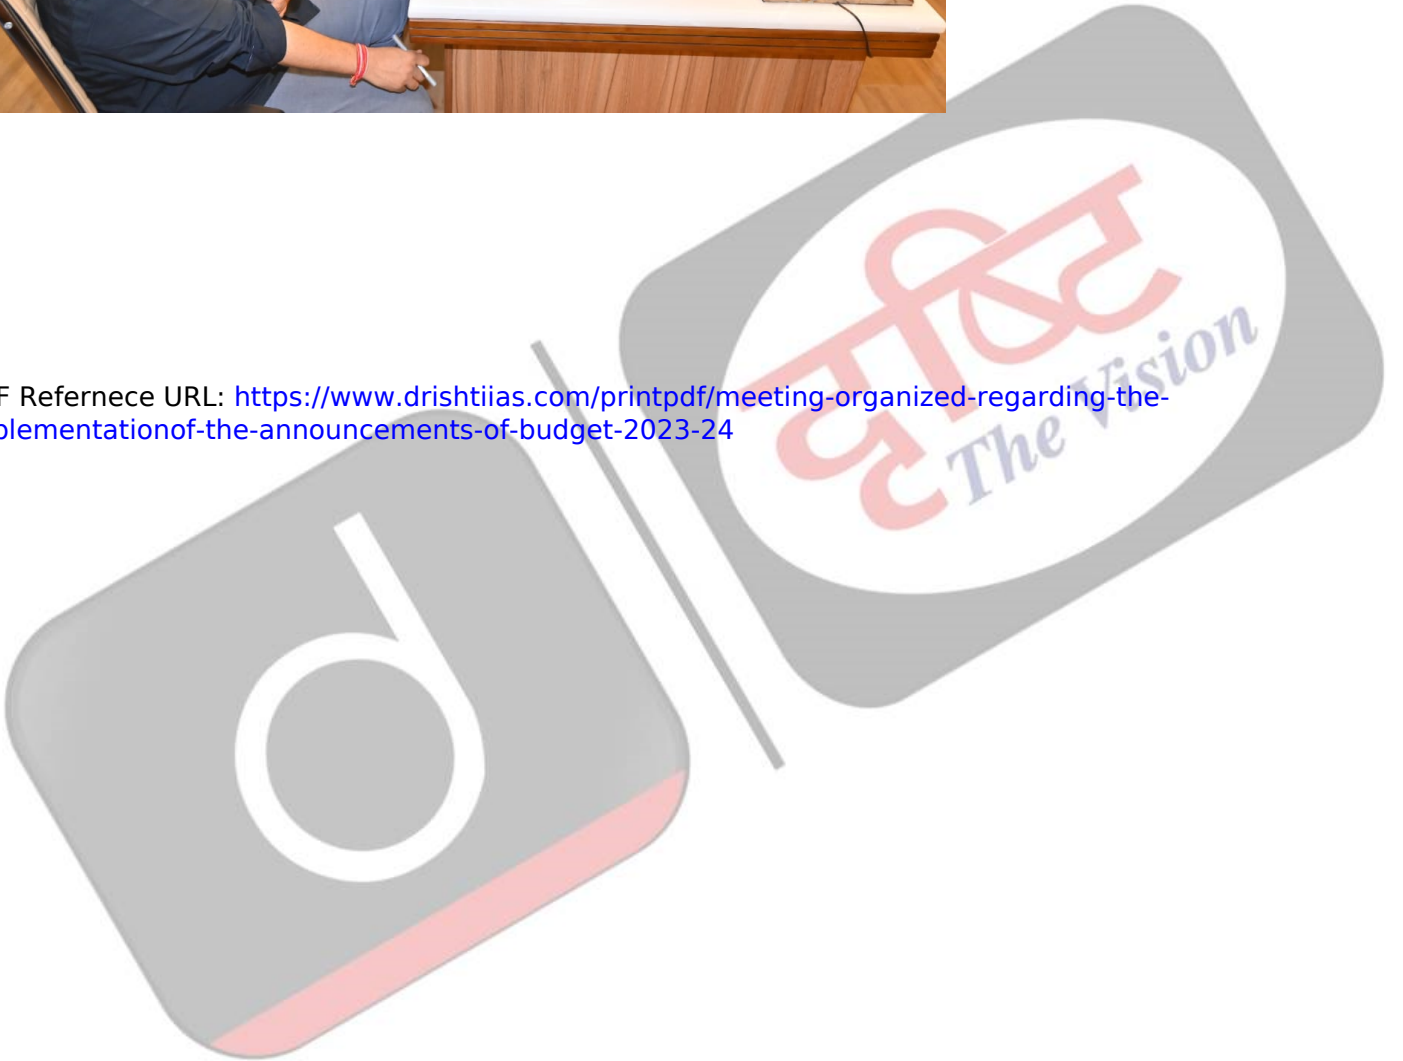 F Refernece URL: https://www.drishtiias.com/printpdf/meeting-organized-regarding-the-
plementationof-the-announcements-of-budget-2023-24
दृष्टि
The Vision
d